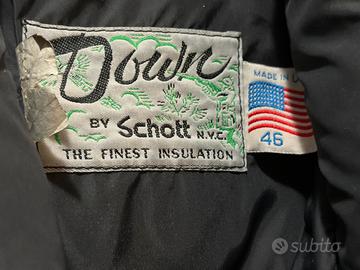 Down
BY Schott N.Y.C.
THE FINEST INSULATION
MADE IN
46
subito